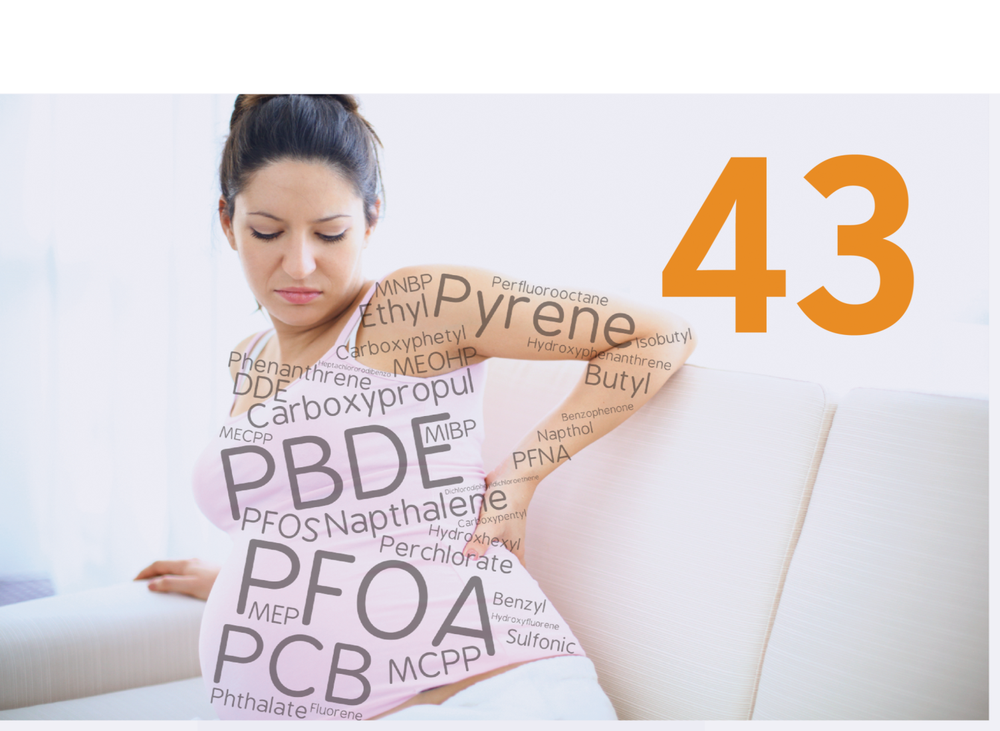 43
MNBP
Pyrene
Perfluorooctane
Ethyl
Isobutyl
Carboxyphetyl
Hydroxyphenanthrene
Phenanthrene
Heptachlororodibenzo
MEOHP
Butyl
DDE
Carboxypropul
Benzophenone
MECPP
PBDE
MIBP
Napthol
PFNA
Dichlorodiphenyldichloroethene
PFOS
Napthalene
Carboxypentyl
Hydroxhexyl
Perchlorate
PFOA
MEP
Benzyl
Hydroxyfluorene
Sulfonic
PCB
MCPP
Phthalate
Fluorene